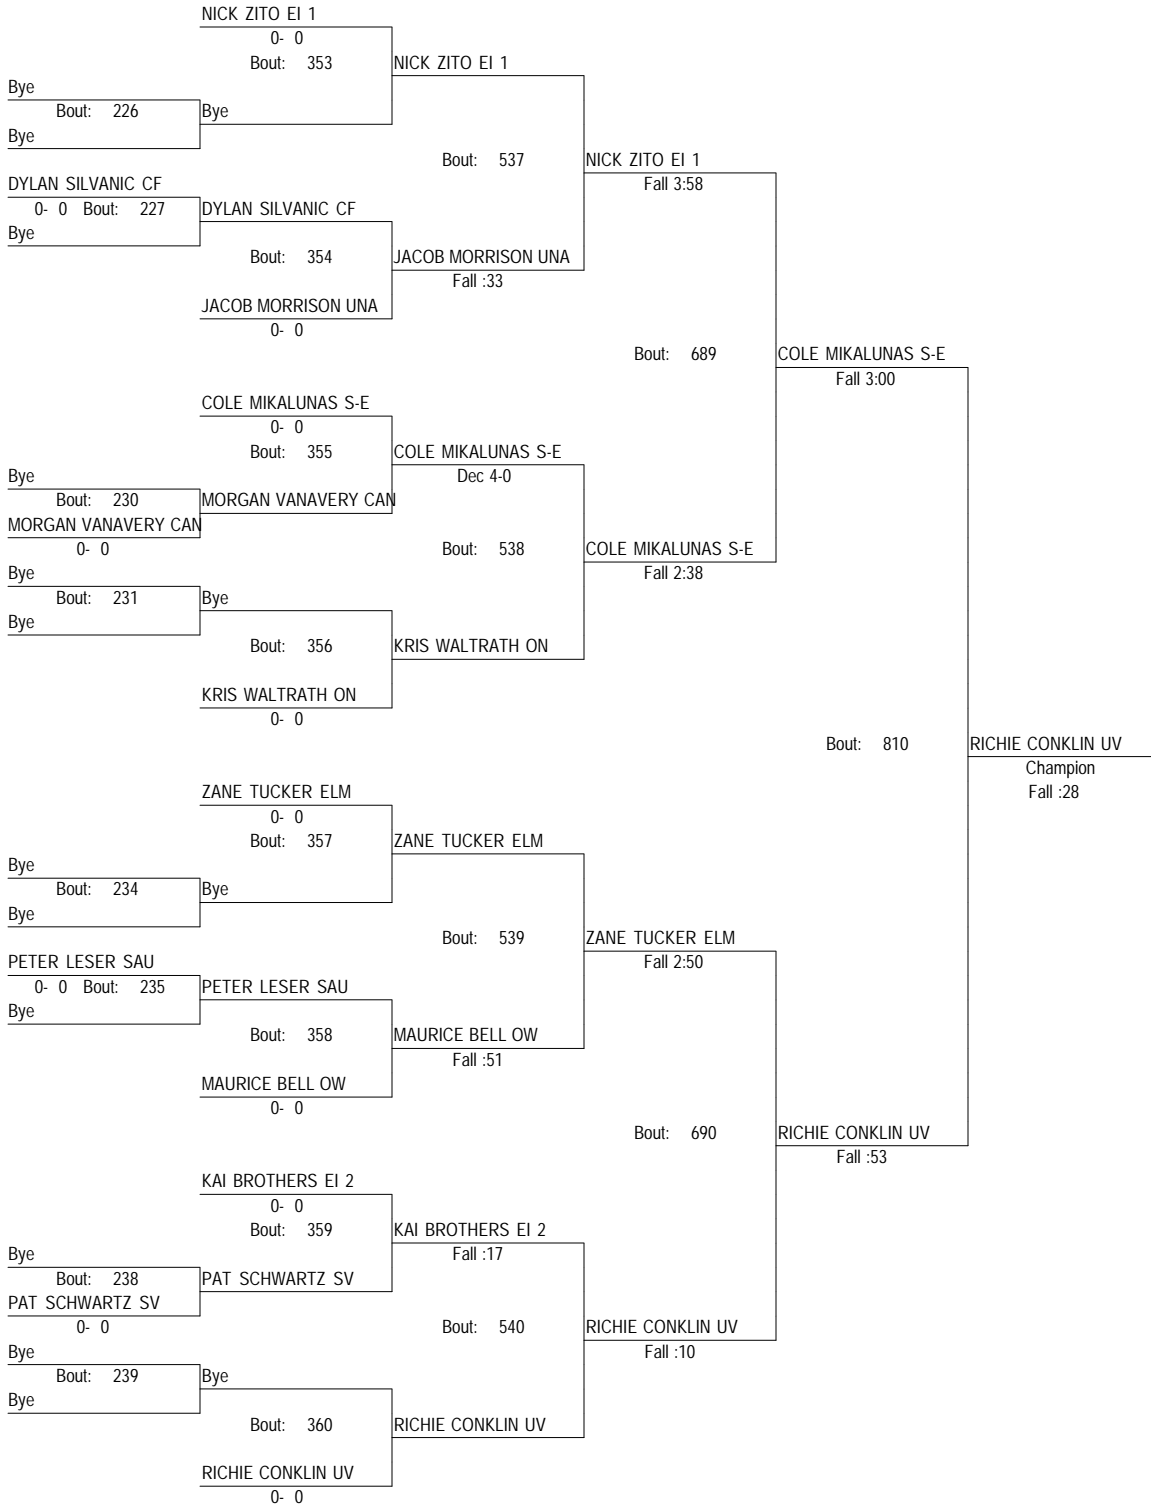 NICK ZITO EI 1
0- 0
Bout: 353
NICK ZITO EI 1
Bye
Bout: 226
Bye
Bye
Bout: 537
NICK ZITO EI 1
Fall 3:58
DYLAN SILVANIC CF
0- 0 Bout: 227
DYLAN SILVANIC CF
Bye
Bout: 354
JACOB MORRISON UNA
Fall :33
JACOB MORRISON UNA
0- 0
Bout: 689
COLE MIKALUNAS S-E
Fall 3:00
COLE MIKALUNAS S-E
0- 0
Bout: 355
COLE MIKALUNAS S-E
Dec 4-0
Bye
Bout: 230
MORGAN VANAVERY CAN
MORGAN VANAVERY CAN
0- 0
Bout: 538
COLE MIKALUNAS S-E
Fall 2:38
Bye
Bout: 231
Bye
Bye
Bout: 356
KRIS WALTRATH ON
KRIS WALTRATH ON
0- 0
Bout: 810
RICHIE CONKLIN UV
Champion
Fall :28
ZANE TUCKER ELM
0- 0
Bout: 357
ZANE TUCKER ELM
Bye
Bout: 234
Bye
Bye
Bout: 539
ZANE TUCKER ELM
Fall 2:50
PETER LESER SAU
0- 0 Bout: 235
PETER LESER SAU
Bye
Bout: 358
MAURICE BELL OW
Fall :51
MAURICE BELL OW
0- 0
Bout: 690
RICHIE CONKLIN UV
Fall :53
KAI BROTHERS EI 2
0- 0
Bout: 359
KAI BROTHERS EI 2
Fall :17
Bye
Bout: 238
PAT SCHWARTZ SV
PAT SCHWARTZ SV
0- 0
Bout: 540
RICHIE CONKLIN UV
Fall :10
Bye
Bout: 239
Bye
Bye
Bout: 360
RICHIE CONKLIN UV
RICHIE CONKLIN UV
0- 0